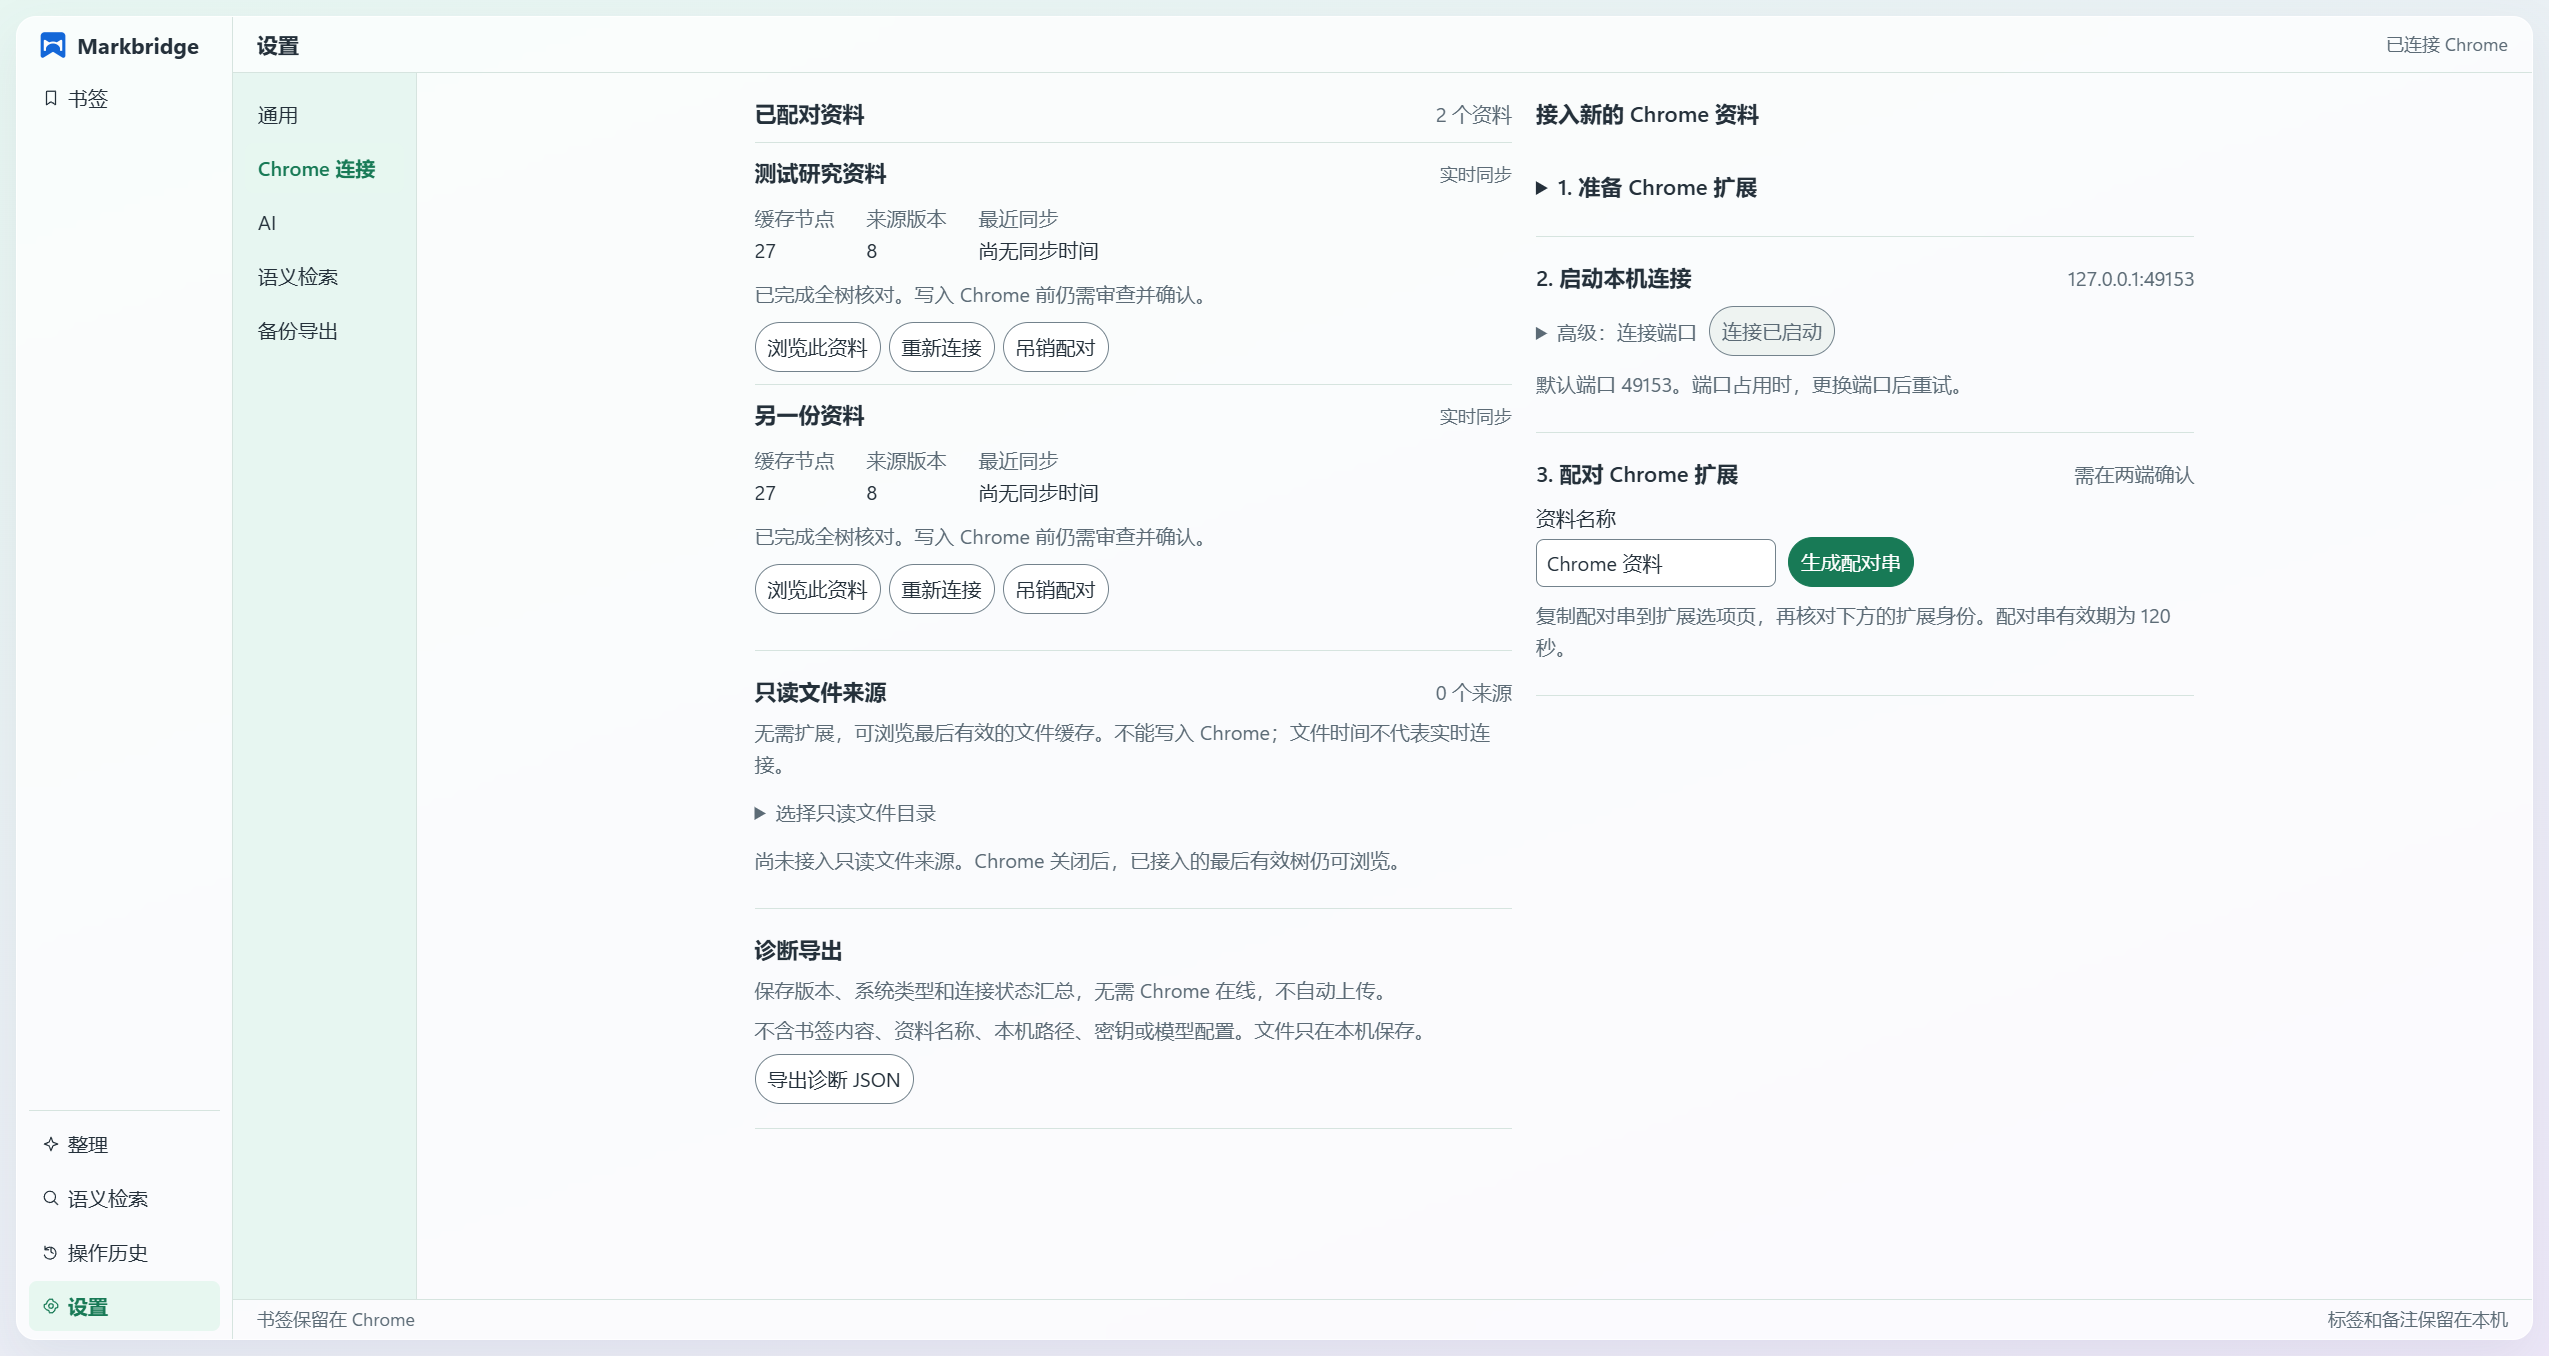 Markbridge
书签
整理
语义检索
操作历史
设置
设置
已连接 Chrome
通用
Chrome 连接
AI
语义检索
备份导出
已配对资料
2 个资料
测试研究资料
实时同步
缓存节点 来源版本 最近同步
27 8 尚无同步时间
已完成全树核对。写入 Chrome 前仍需审查并确认。
浏览此资料 重新连接 吊销配对
另一份资料
实时同步
缓存节点 来源版本 最近同步
27 8 尚无同步时间
已完成全树核对。写入 Chrome 前仍需审查并确认。
浏览此资料 重新连接 吊销配对
只读文件来源
0 个来源
无需扩展，可浏览最后有效的文件缓存。不能写入 Chrome；文件时间不代表实时连
接。
选择只读文件目录
尚未接入只读文件来源。Chrome 关闭后，已接入的最后有效树仍可浏览。
诊断导出
保存版本、系统类型和连接状态汇总，无需 Chrome 在线，不自动上传。
不含书签内容、资料名称、本机路径、密钥或模型配置。文件只在本机保存。
导出诊断 JSON
接入新的 Chrome 资料
1. 准备 Chrome 扩展
2. 启动本机连接
127.0.0.1:49153
高级：连接端口 连接已启动
默认端口 49153。端口占用时，更换端口后重试。
3. 配对 Chrome 扩展
需在两端确认
资料名称
Chrome 资料 生成配对串
复制配对串到扩展选项页，再核对下方的扩展身份。配对串有效期为 120
秒。
书签保留在 Chrome
标签和备注保留在本机